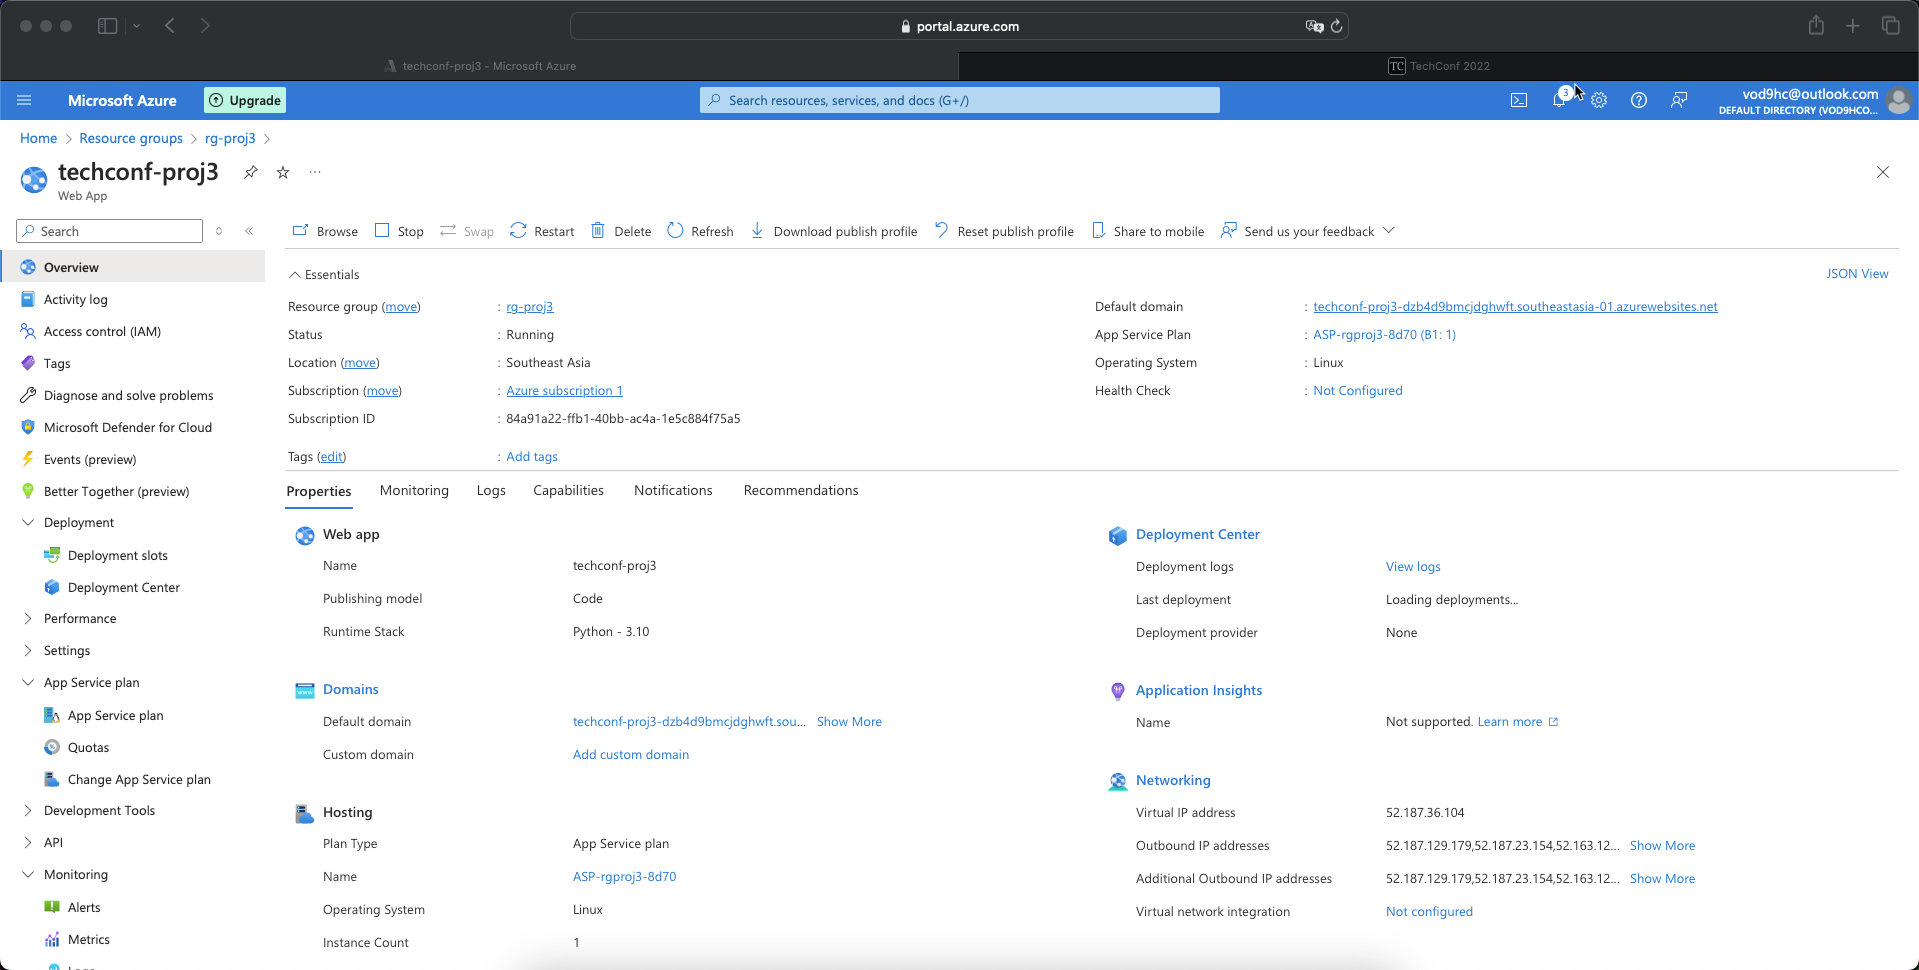 portal.azure.com
techconf-proj3 - Microsoft Azure
TC TechConf 2022
Microsoft Azure
Upgrade
Search resources, services, and docs (G+/)
3
vod9hc@outlook.com
DEFAULT DIRECTORY (VOD9HCO...
Home > Resource groups > rg-proj3 >
techconf-proj3
Web App
Search
Browse Stop Swap Restart Delete Refresh Download publish profile Reset publish profile Share to mobile Send us your feedback
Overview
Activity log
Access control (IAM)
Tags
Diagnose and solve problems
Microsoft Defender for Cloud
Events (preview)
Better Together (preview)
Deployment
Deployment slots
Deployment Center
Performance
Settings
App Service plan
App Service plan
Quotas
Change App Service plan
Development Tools
API
Monitoring
Alerts
Metrics
Essentials
JSON View
Resource group (move) : rg-proj3
Status : Running
Location (move) : Southeast Asia
Subscription (move) : Azure subscription 1
Subscription ID : 84a91a22-ffb1-40bb-ac4a-1e5c884f75a5
Tags (edit) : Add tags
Default domain : techconf-proj3-dzb4d9bmcjdghwft.southeastasia-01.azurewebsites.net
App Service Plan : ASP-rgproj3-8d70 (B1: 1)
Operating System : Linux
Health Check : Not Configured
Properties Monitoring Logs Capabilities Notifications Recommendations
Web app
Name techconf-proj3
Publishing model Code
Runtime Stack Python - 3.10
Domains
Default domain techconf-proj3-dzb4d9bmcjdghwft.sou... Show More
Custom domain Add custom domain
Hosting
Plan Type App Service plan
Name ASP-rgproj3-8d70
Operating System Linux
Instance Count 1
Deployment Center
Deployment logs View logs
Last deployment Loading deployments...
Deployment provider None
Application Insights
Name Not supported. Learn more
Networking
Virtual IP address 52.187.36.104
Outbound IP addresses 52.187.129.179,52.187.23.154,52.163.12... Show More
Additional Outbound IP addresses 52.187.129.179,52.187.23.154,52.163.12... Show More
Virtual network integration Not configured